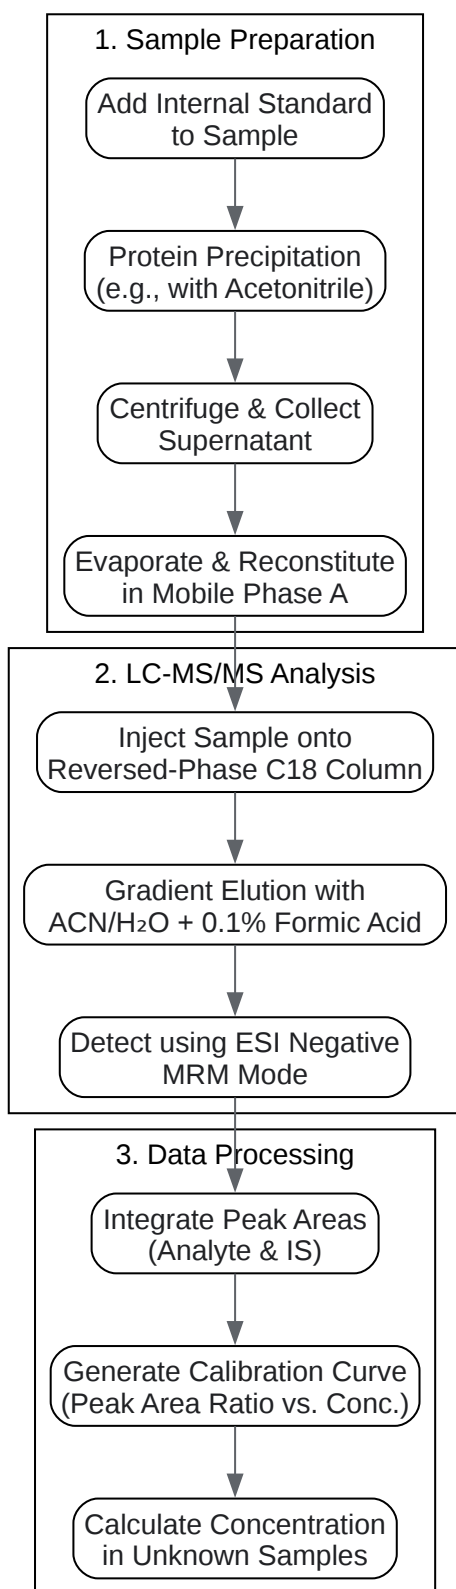 1. Sample Preparation
Add Internal Standard
to Sample
Protein Precipitation
(e.g., with Acetonitrile)
Centrifuge & Collect
Supernatant
Evaporate & Reconstitute
in Mobile Phase A
2. LC-MS/MS Analysis
Inject Sample onto
Reversed-Phase C18 Column
Gradient Elution with
ACN/H₂O + 0.1% Formic Acid
Detect using ESI Negative
MRM Mode
3. Data Processing
Integrate Peak Areas
(Analyte & IS)
Generate Calibration Curve
(Peak Area Ratio vs. Conc.)
Calculate Concentration
in Unknown Samples